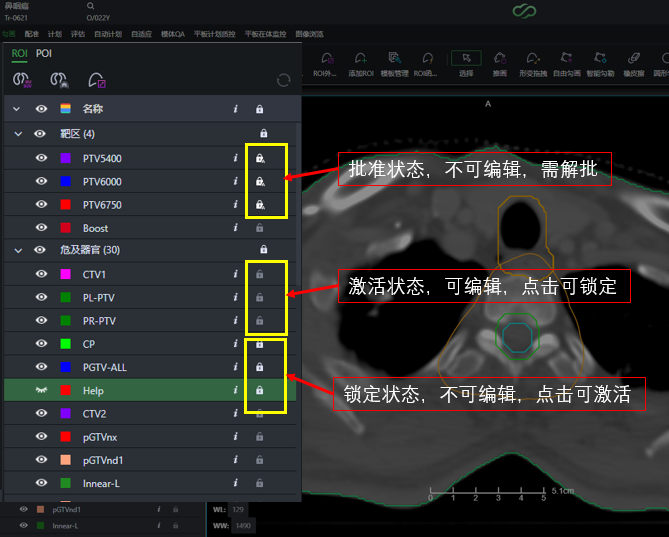 鼻咽癌
Tr-0621
O/022Y
勾画 配准 计划 评估 自动计划 自适应 模体QA 平板计划质控 平板在体监控 图像浏览
ROI POI
ROI外... 添加ROI 模板管理 ROI函... 选择 擦画 形变拖拽 自由勾画 智能勾勒 橡皮擦
名称
靶区 (4)
PTV5400
PTV6000
PTV6750
Boost
危及器官 (30)
CTV1
PL-PTV
PR-PTV
CP
PGTV-ALL
Help
CTV2
pGTVnx
pGTVnd1
Innear-L
pGTVnd1
Innear-L
WL: 129
WW: 1490
A
批准状态，不可编辑，需解批
激活状态，可编辑，点击可锁定
锁定状态，不可编辑，点击可激活
0 1 2 3 4 5 5.1cm